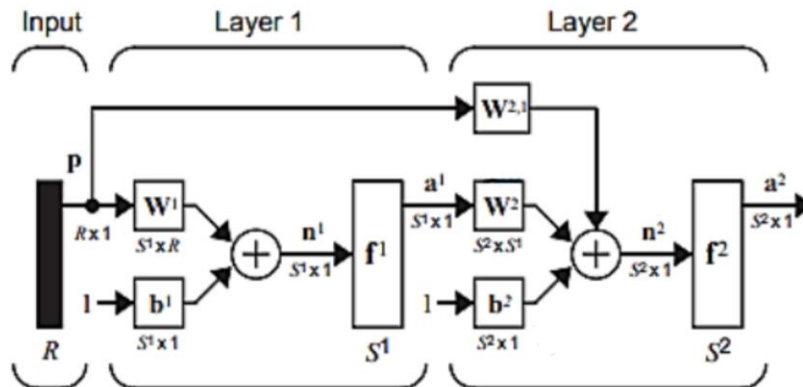 Input Layer 1 Layer 2
W²,¹
p a¹ a²
W¹ W²
R x 1 S¹ x R n¹ S¹ x 1 S² x S¹ n² S² x 1
S¹ x 1 f¹ S² x 1 f²
1 b¹ 1 b²
S¹ x 1 S² x 1
R S¹ S²